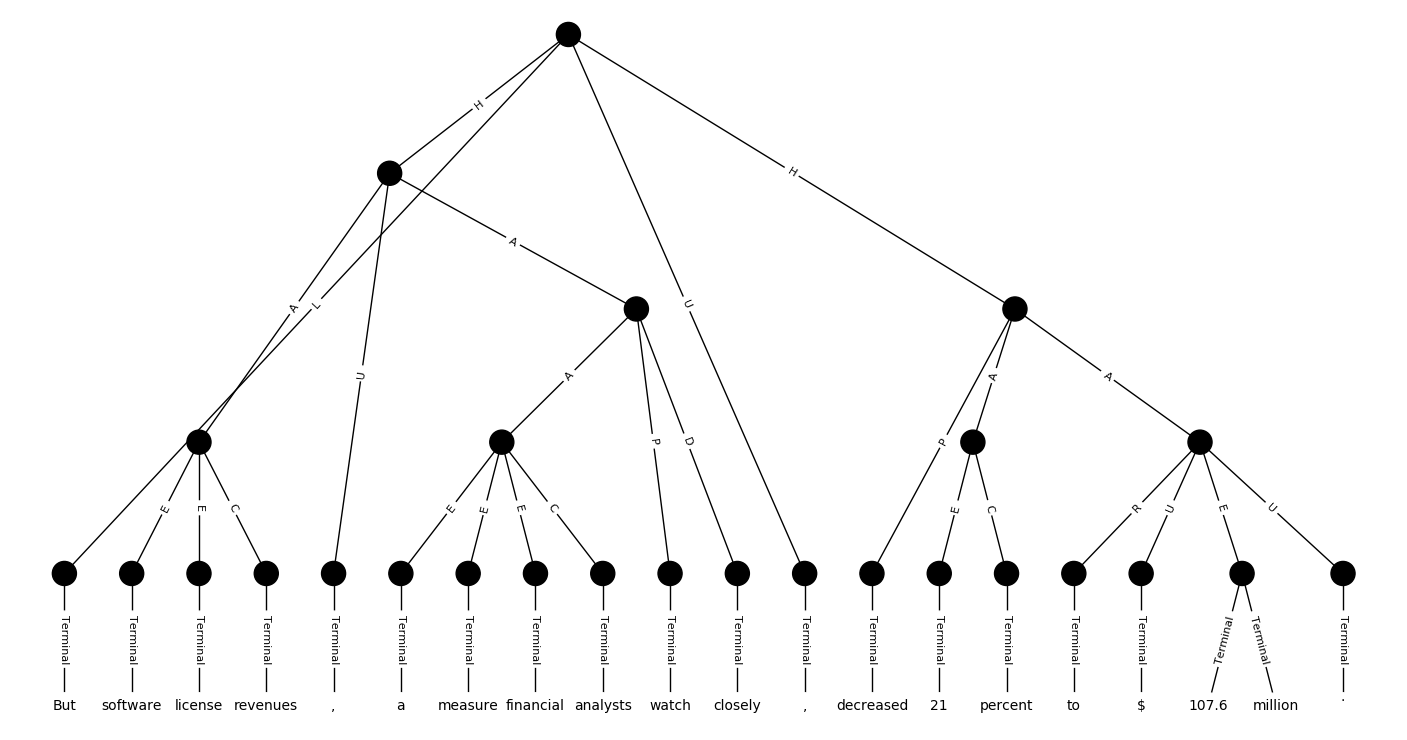 H
H
A
L
A
U
U
A
A
A
P
D
P
E
E
C
E
E
E
C
E
C
R
U
E
U
Terminal Terminal Terminal Terminal Terminal Terminal Terminal Terminal Terminal Terminal Terminal Terminal Terminal Terminal Terminal Terminal Terminal Terminal Terminal Terminal
But software license revenues , a measure financial analysts watch closely , decreased 21 percent to $ 107.6 million .